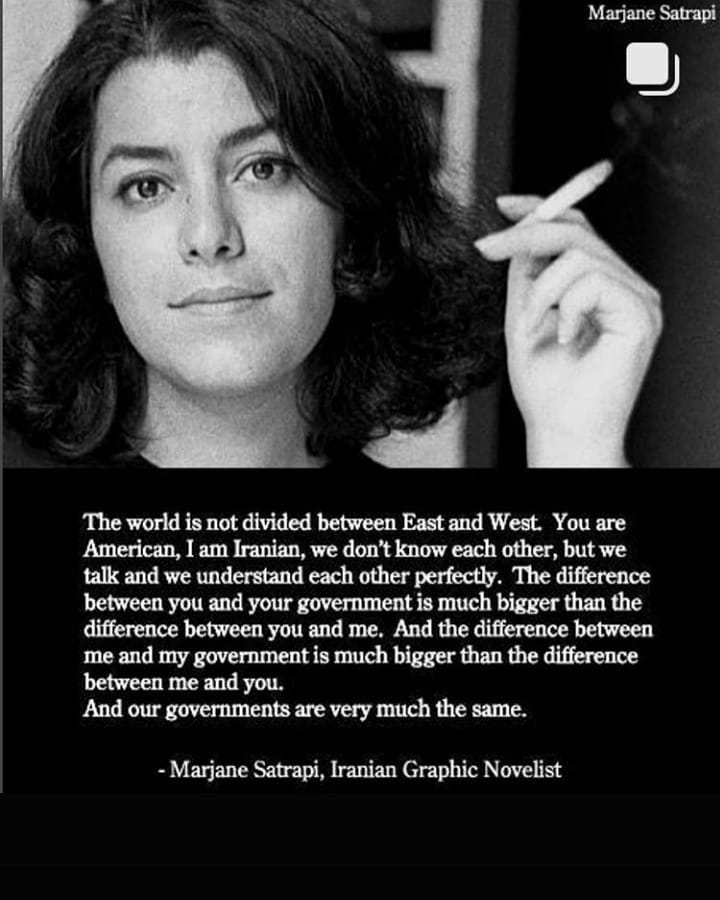 Marjane Satrapi
The world is not divided between East and West. You are
American, I am Iranian, we don't know each other, but we
talk and we understand each other perfectly. The difference
between you and your government is much bigger than the
difference between you and me. And the difference between
me and my government is much bigger than the difference
between me and you.
And our governments are very much the same.
- Marjane Satrapi, Iranian Graphic Novelist